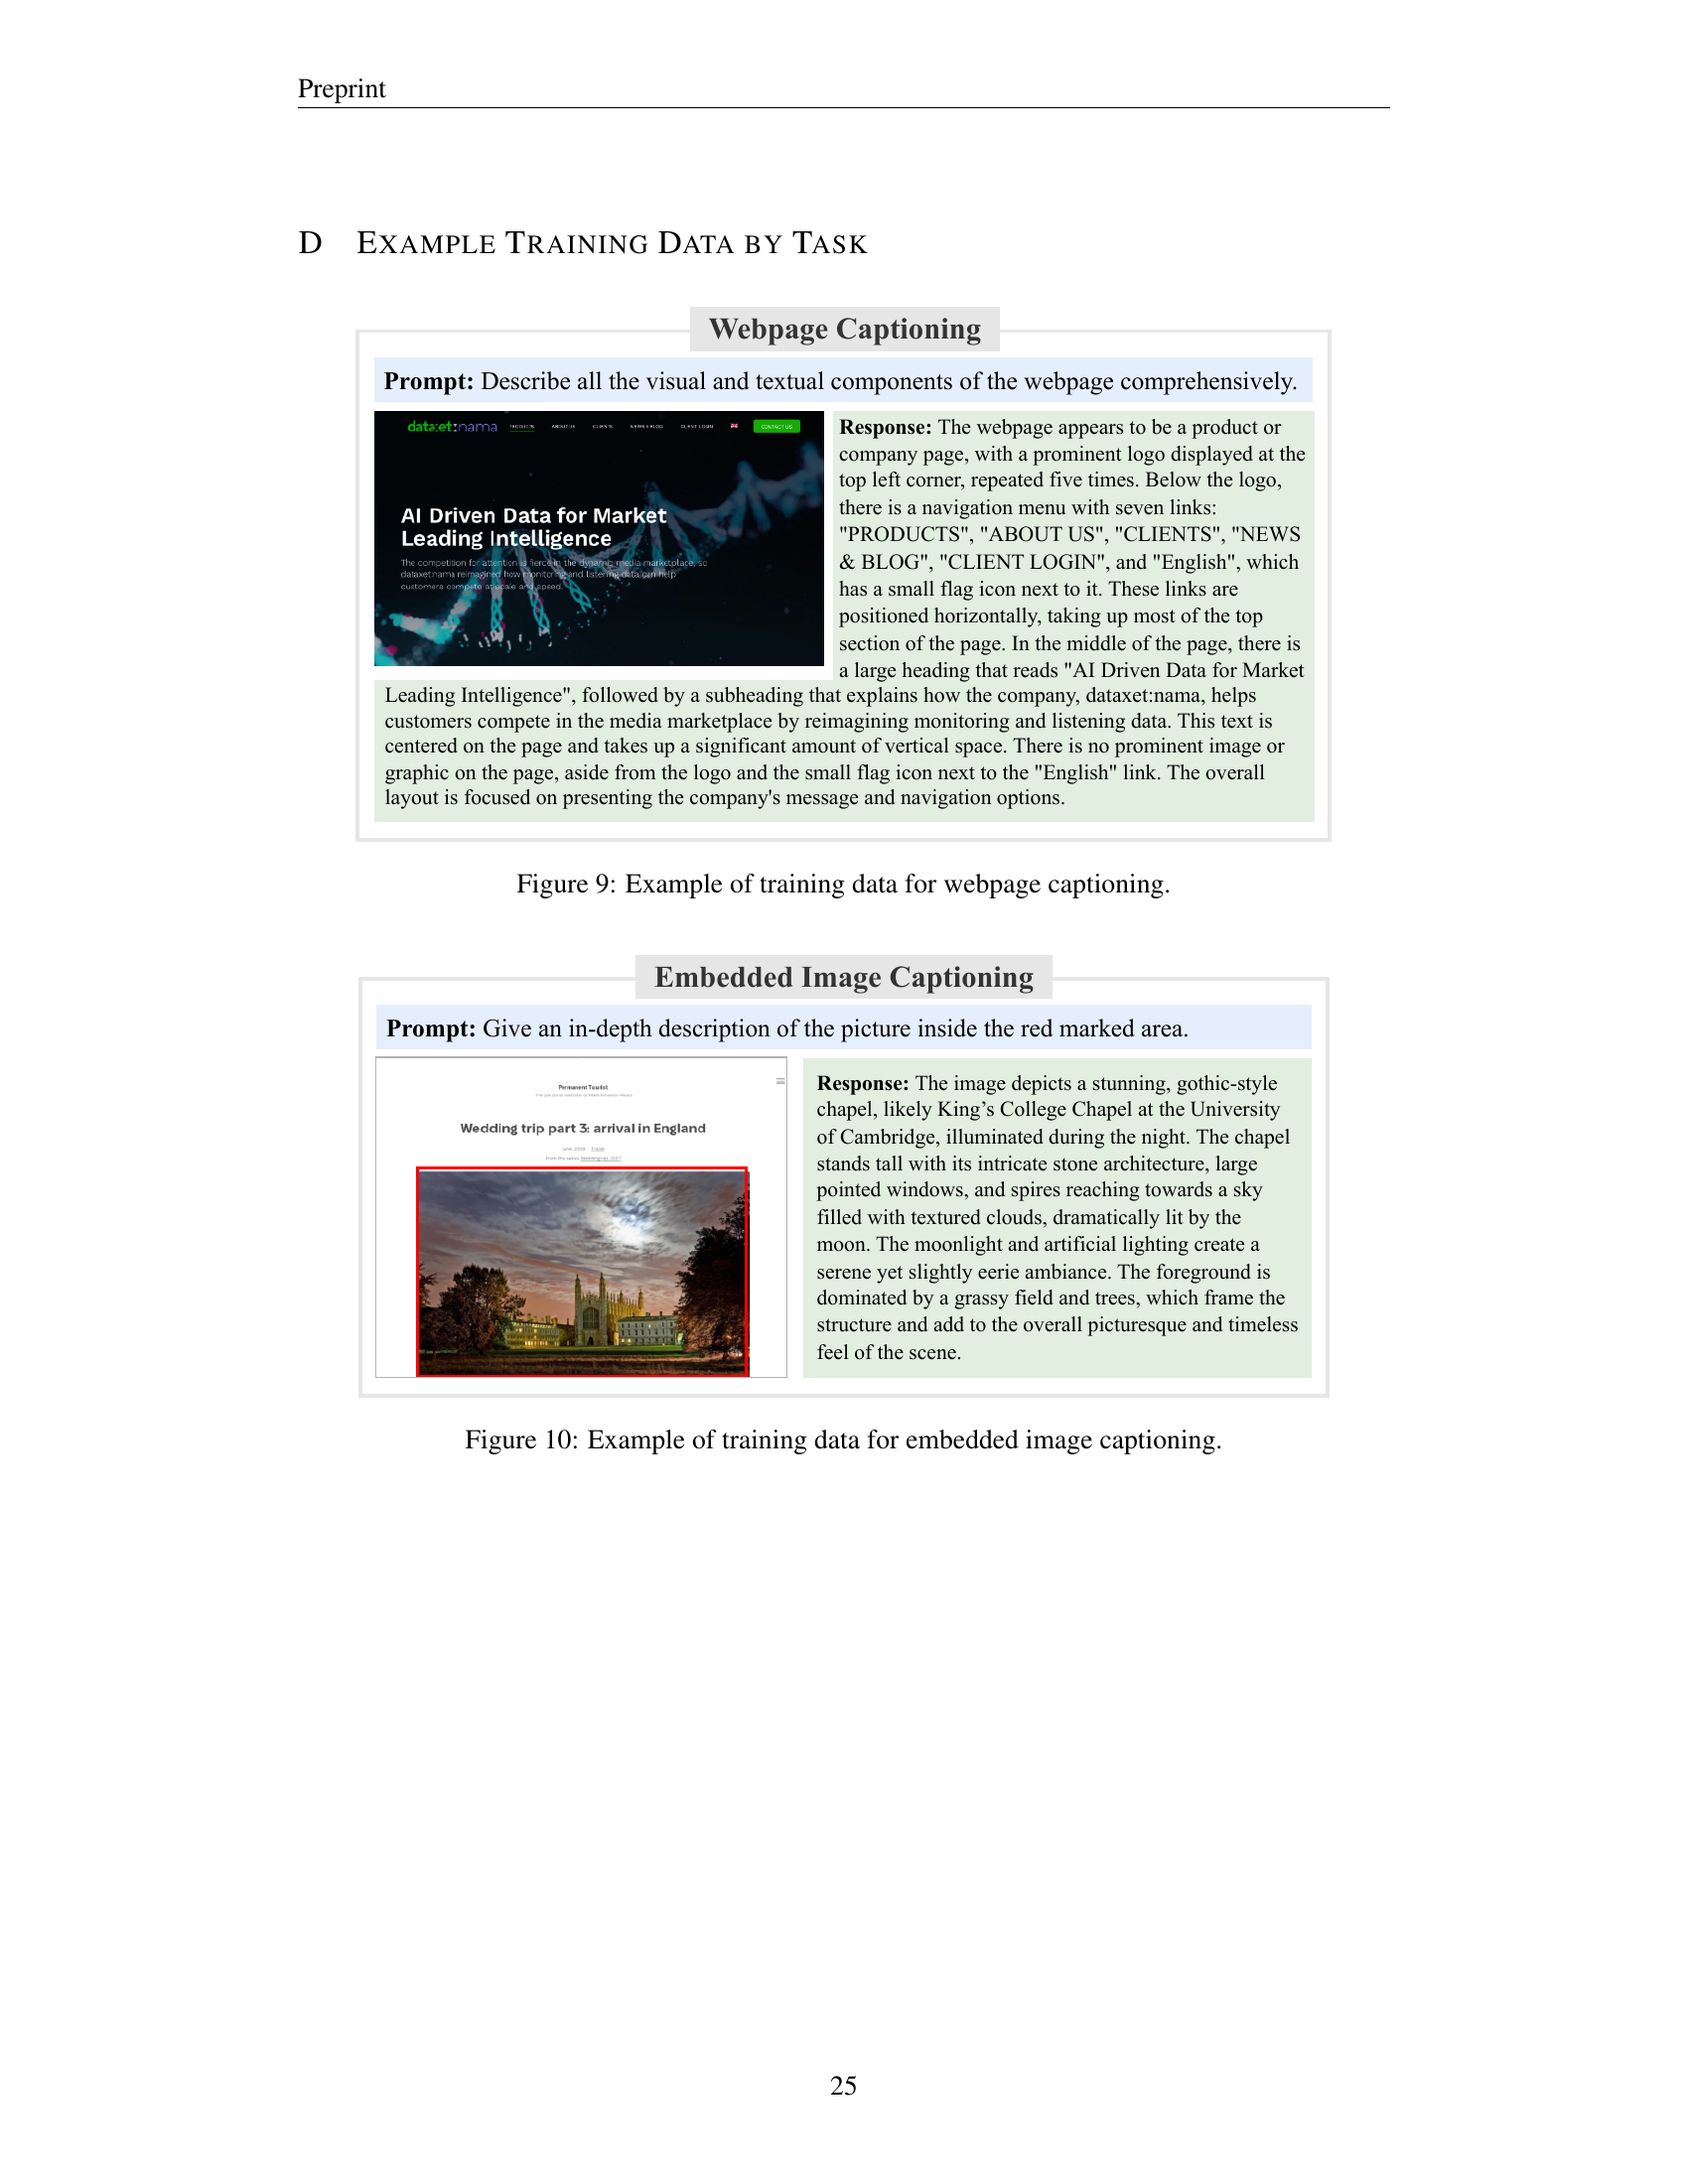 Preprint
D EXAMPLE TRAINING DATA BY TASK
Webpage Captioning
Prompt: Describe all the visual and textual components of the webpage comprehensively.
data:et:nama PRODUCTS ABOUT US CLIENTS NEWS & BLOG CLIENT LOGIN CONTACT US
AI Driven Data for Market
Leading Intelligence
The competition for attention is fierce in the dynamic media marketplace, so
dataxet:nama reimagined how monitoring and listening data can help
customers compete at scale and speed.
Response: The webpage appears to be a product or
company page, with a prominent logo displayed at the
top left corner, repeated five times. Below the logo,
there is a navigation menu with seven links:
"PRODUCTS", "ABOUT US", "CLIENTS", "NEWS
& BLOG", "CLIENT LOGIN", and "English", which
has a small flag icon next to it. These links are
positioned horizontally, taking up most of the top
section of the page. In the middle of the page, there is
a large heading that reads "AI Driven Data for Market
Leading Intelligence", followed by a subheading that explains how the company, dataxet:nama, helps
customers compete in the media marketplace by reimagining monitoring and listening data. This text is
centered on the page and takes up a significant amount of vertical space. There is no prominent image or
graphic on the page, aside from the logo and the small flag icon next to the "English" link. The overall
layout is focused on presenting the company's message and navigation options.
Figure 9: Example of training data for webpage captioning.
Embedded Image Captioning
Prompt: Give an in-depth description of the picture inside the red marked area.
Permanent Tourist
Wedding trip part 3: arrival in England
Response: The image depicts a stunning, gothic-style
chapel, likely King’s College Chapel at the University
of Cambridge, illuminated during the night. The chapel
stands tall with its intricate stone architecture, large
pointed windows, and spires reaching towards a sky
filled with textured clouds, dramatically lit by the
moon. The moonlight and artificial lighting create a
serene yet slightly eerie ambiance. The foreground is
dominated by a grassy field and trees, which frame the
structure and add to the overall picturesque and timeless
feel of the scene.
Figure 10: Example of training data for embedded image captioning.
25